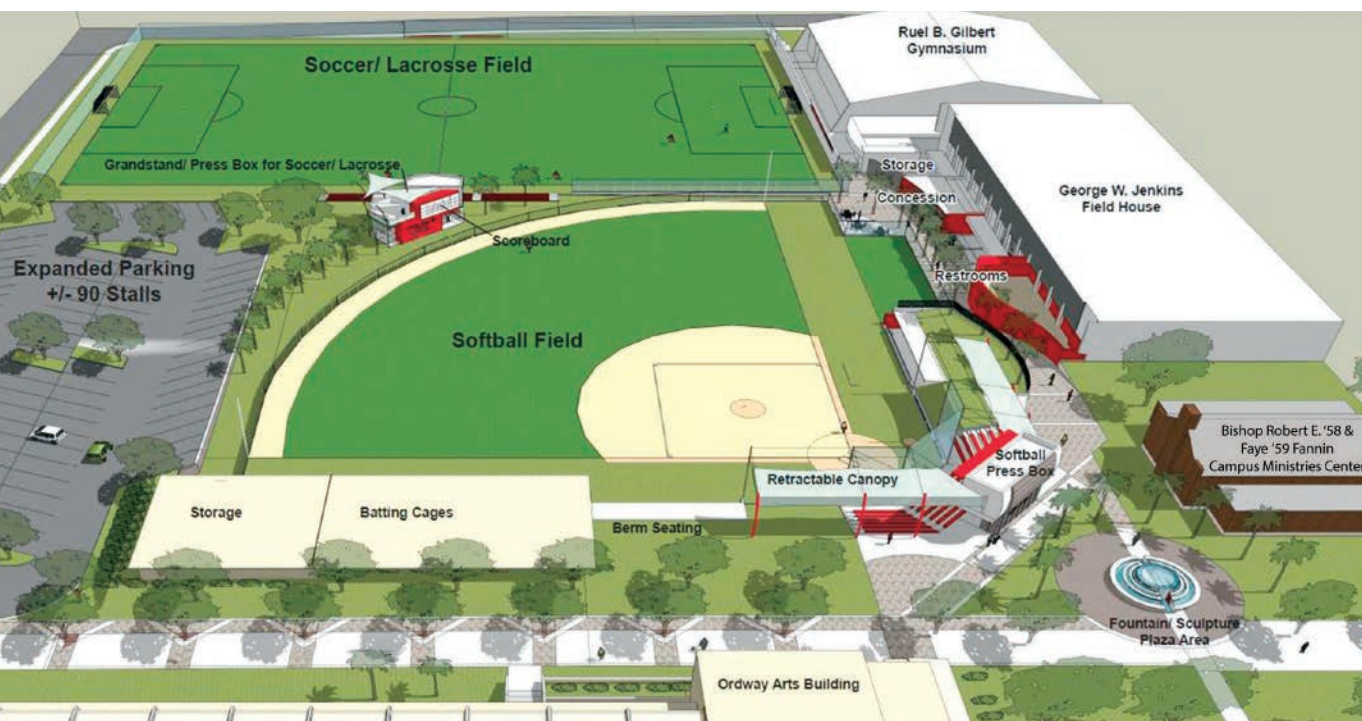 Ruel B. Gilbert
Gymnasium
Soccer/ Lacrosse Field
Grandstand/ Press Box for Soccer/ Lacrosse
Storage
Concession
George W. Jenkins
Field House
Scoreboard
Expanded Parking
+/- 90 Stalls
Restrooms
Softball Field
Bishop Robert E. '58 &
Faye '59 Fannin
Campus Ministries Center
Softball
Press Box
Retractable Canopy
Storage
Batting Cages
Berm Seating
Fountain/ Sculpture
Plaza Area
Ordway Arts Building